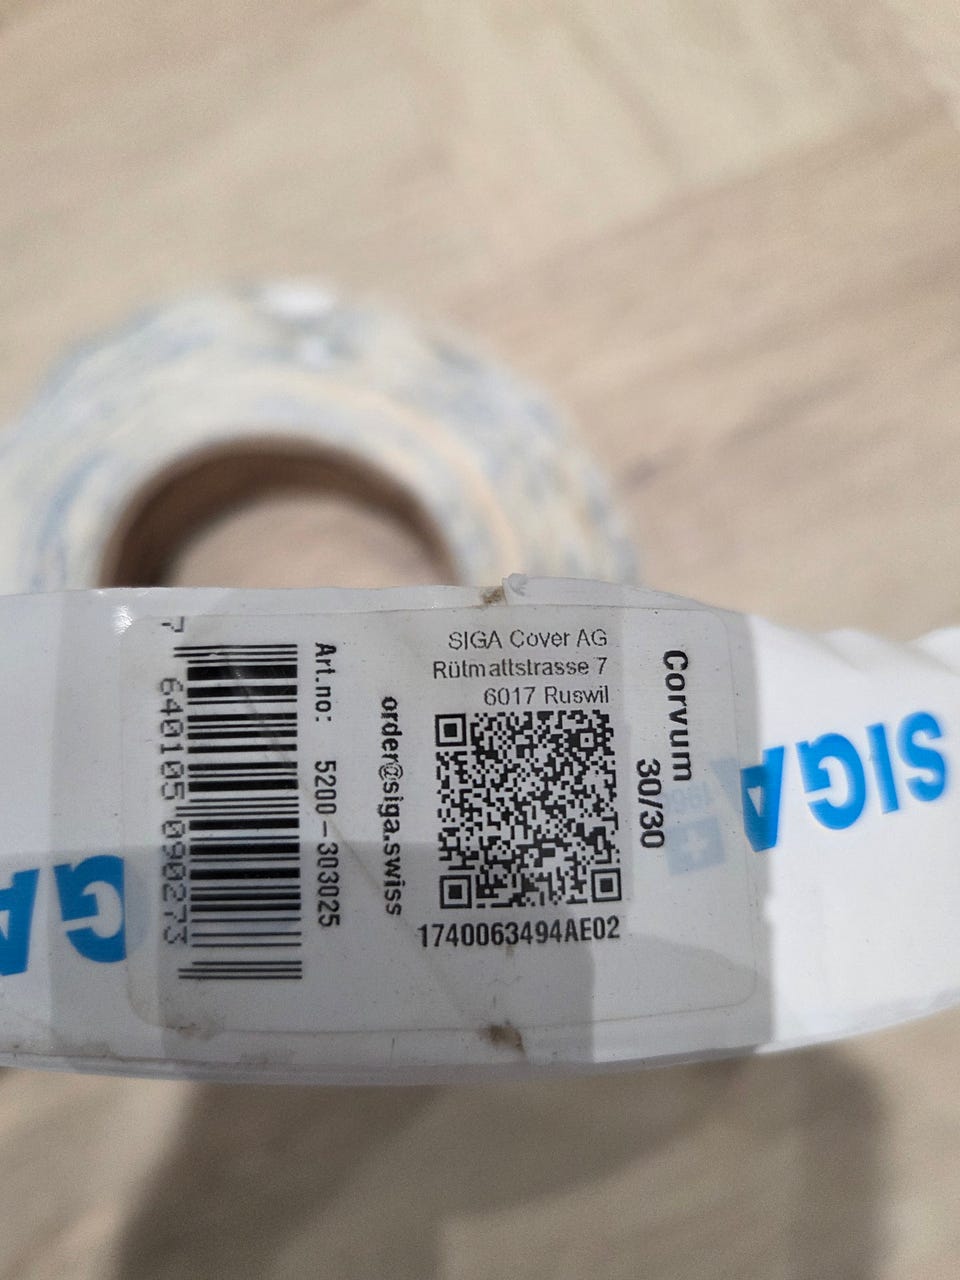 SIGA Cover AG
Rütmattstrasse 7
6017 Ruswil
Corvum
30/30
1740063494AE02
order@siga.swiss
Art.no: 5200-303025
7 640105 090273
SIGA
GA